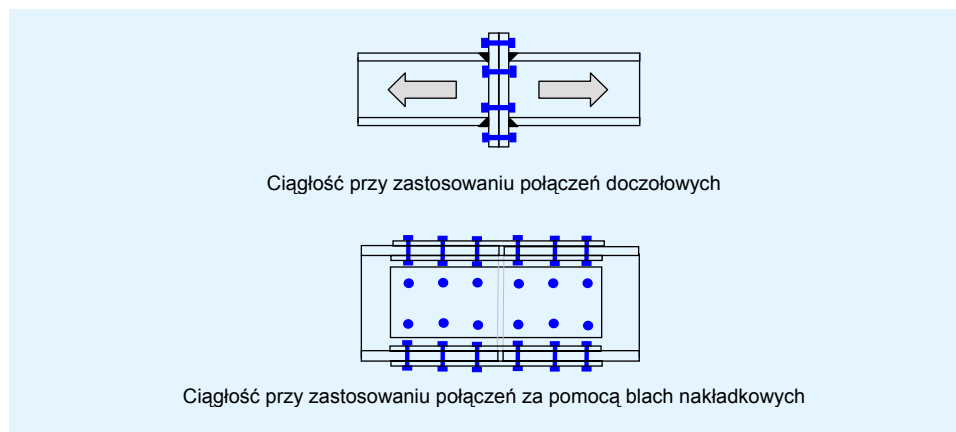 Ciągłość przy zastosowaniu połączeń doczołowych
Ciągłość przy zastosowaniu połączeń za pomocą blach nakładkowych